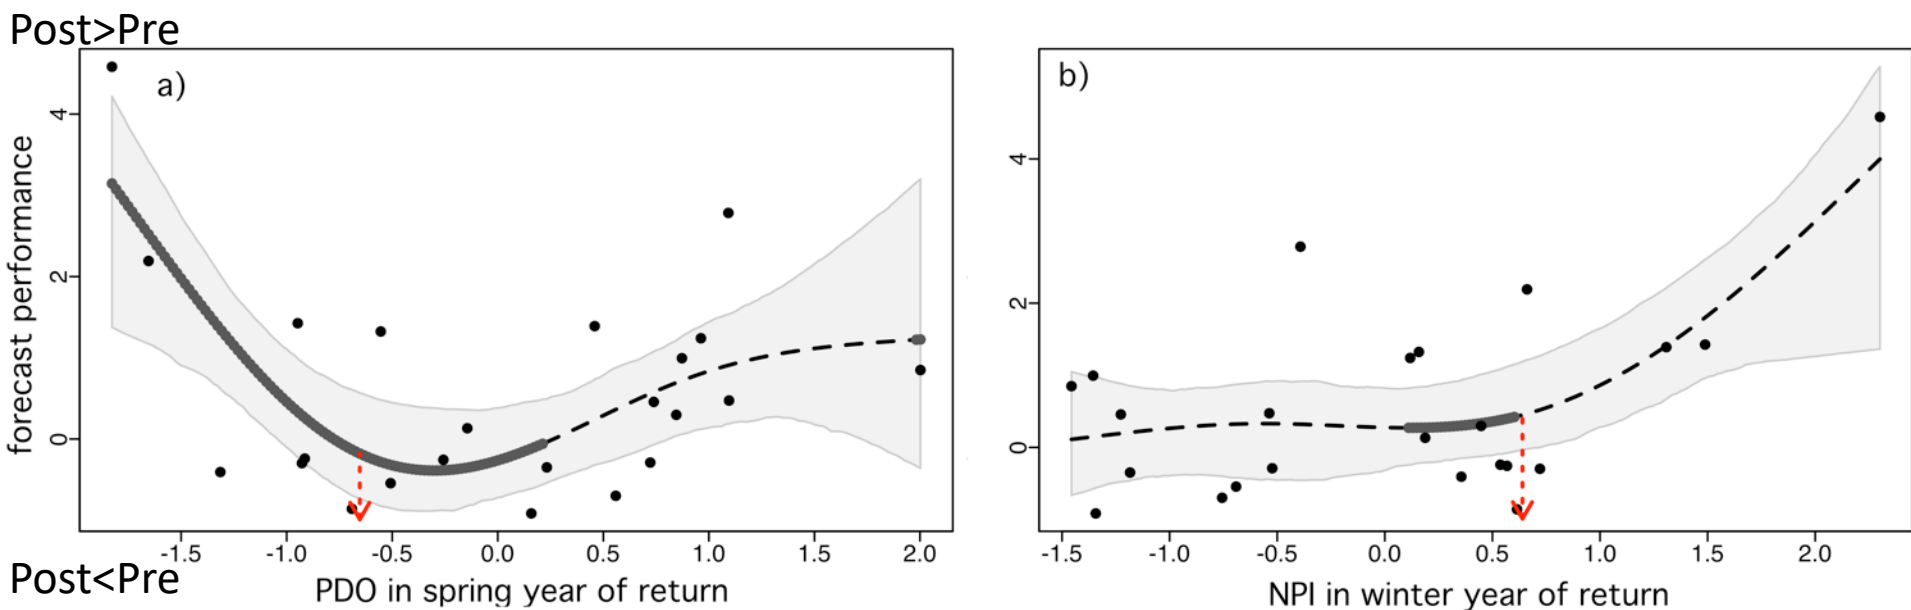 Post>Pre
a)
b)
forecast performance
4
2
0
4
2
0
-1.5 -1.0 -0.5 0.0 0.5 1.0 1.5 2.0
-1.5 -1.0 -0.5 0.0 0.5 1.0 1.5 2.0
Post<Pre
PDO in spring year of return
NPI in winter year of return